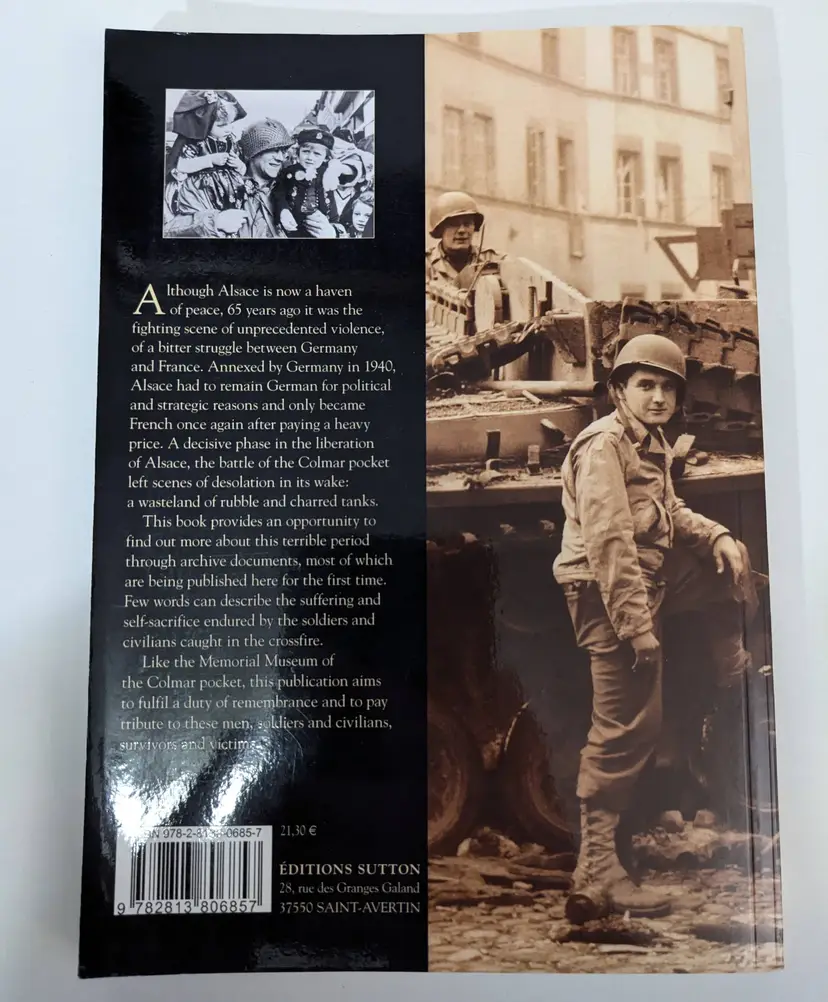 Although Alsace is now a haven
of peace, 65 years ago it was the
fighting scene of unprecedented violence,
of a bitter struggle between Germany
and France. Annexed by Germany in 1940,
Alsace had to remain German for political
and strategic reasons and only became
French once again after paying a heavy
price. A decisive phase in the liberation
of Alsace, the battle of the Colmar pocket
left scenes of desolation in its wake:
a wasteland of rubble and charred tanks.
This book provides an opportunity to
find out more about this terrible period
through archive documents, most of which
are being published here for the first time.
Few words can describe the suffering and
self-sacrifice endured by the soldiers and
civilians caught in the crossfire.
Like the Memorial Museum of
the Colmar pocket, this publication aims
to fulfil a duty of remembrance and to pay
tribute to these men, soldiers and civilians,
survivors and victims.
21,30 €
9 782813 806857
ÉDITIONS SUTTON
28, rue des Granges Galand
37550 SAINT-AVERTIN